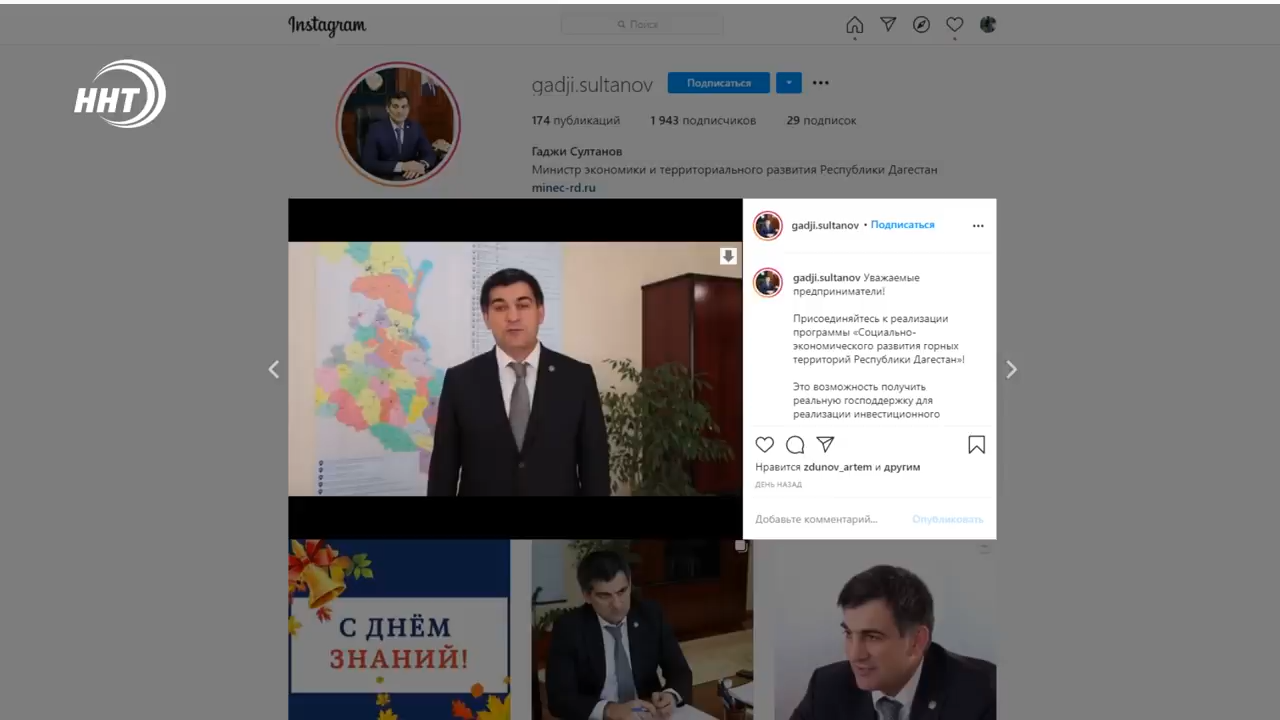 Instagram
Поиск
ННТ
gadji.sultanov
Подписаться
174 публикаций 1 943 подписчиков 29 подписок
Гаджи Султанов
Министр экономики и территориального развития Республики Дагестан
minec-rd.ru
gadji.sultanov • Подписаться
gadji.sultanov Уважаемые
предприниматели!
Присоединяйтесь к реализации
программы «Социально-
экономического развития горных
территорий Республики Дагестан»!
Это возможность получить
реальную господдержку для
реализации инвестиционного
Нравится zdunov_artem и другим
ДЕНЬ НАЗАД
Добавьте комментарий... Опубликовать
С ДНЁМ
ЗНАНИЙ!